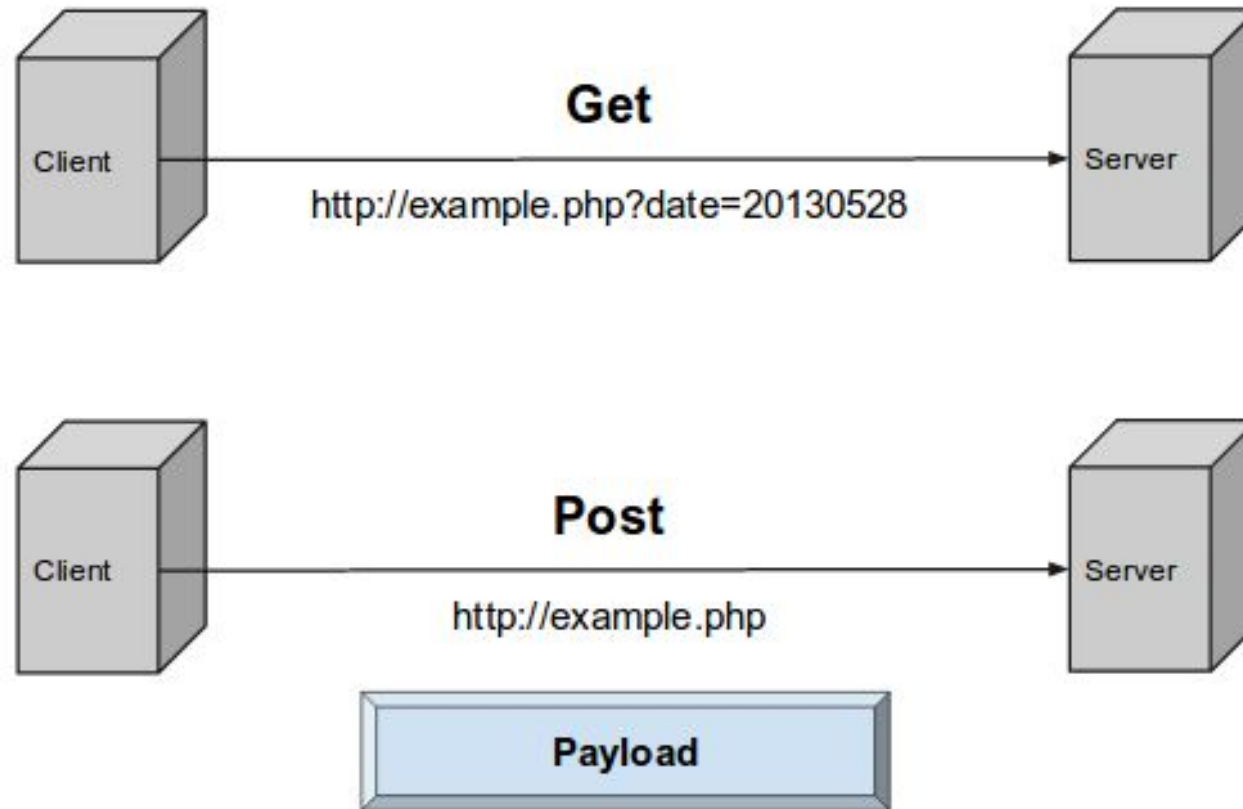 Get
Client
Server
http://example.php?date=20130528
Post
Client
Server
http://example.php
Payload